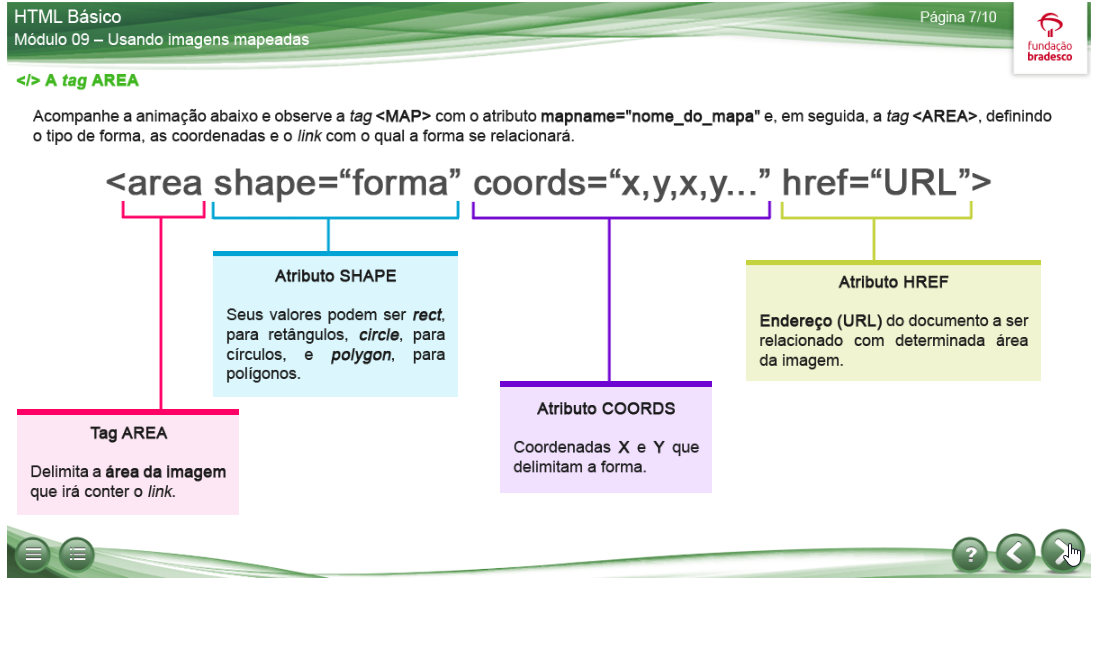 HTML Básico
Página 7/10
Módulo 09 – Usando imagens mapeadas
fundação
bradesco
</> A tag AREA
Acompanhe a animação abaixo e observe a tag <MAP> com o atributo mapname="nome_do_mapa" e, em seguida, a tag <AREA>, definindo
o tipo de forma, as coordenadas e o link com o qual a forma se relacionará.
<area shape=“forma” coords=“x,y,x,y...” href=“URL”>
Atributo SHAPE
Seus valores podem ser rect,
para retângulos, circle, para
círculos, e polygon, para
polígonos.
Atributo HREF
Endereço (URL) do documento a ser
relacionado com determinada área
da imagem.
Atributo COORDS
Coordenadas X e Y que
delimitam a forma.
Tag AREA
Delimita a área da imagem
que irá conter o link.
?